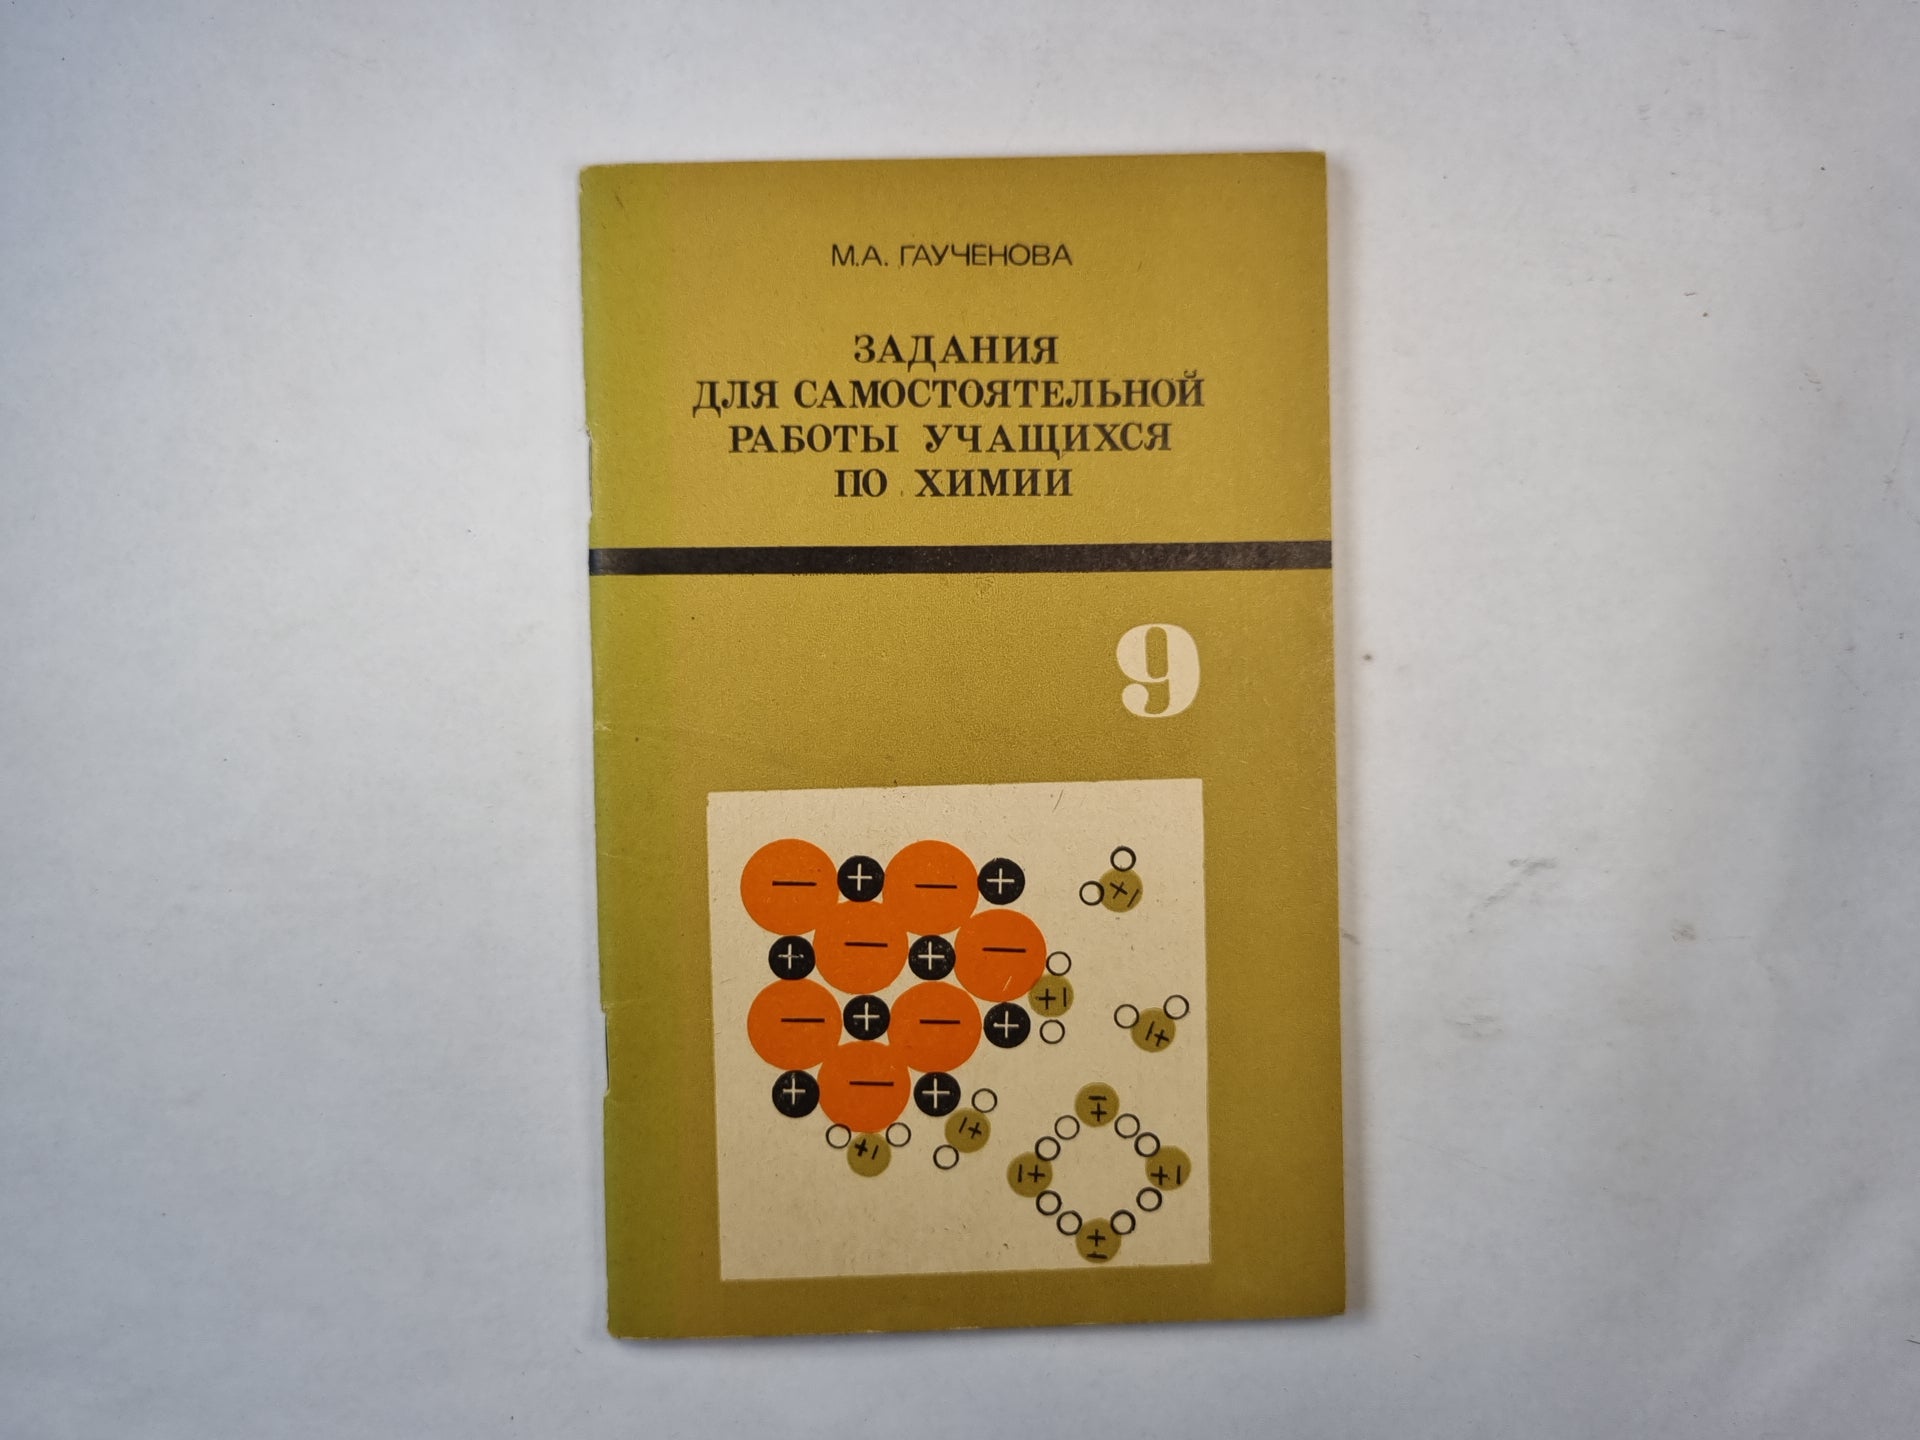 М.А. ГАУЧЕНОВА
ЗАДАНИЯ
ДЛЯ САМОСТОЯТЕЛЬНОЙ
РАБОТЫ УЧАЩИХСЯ
ПО ХИМИИ
9